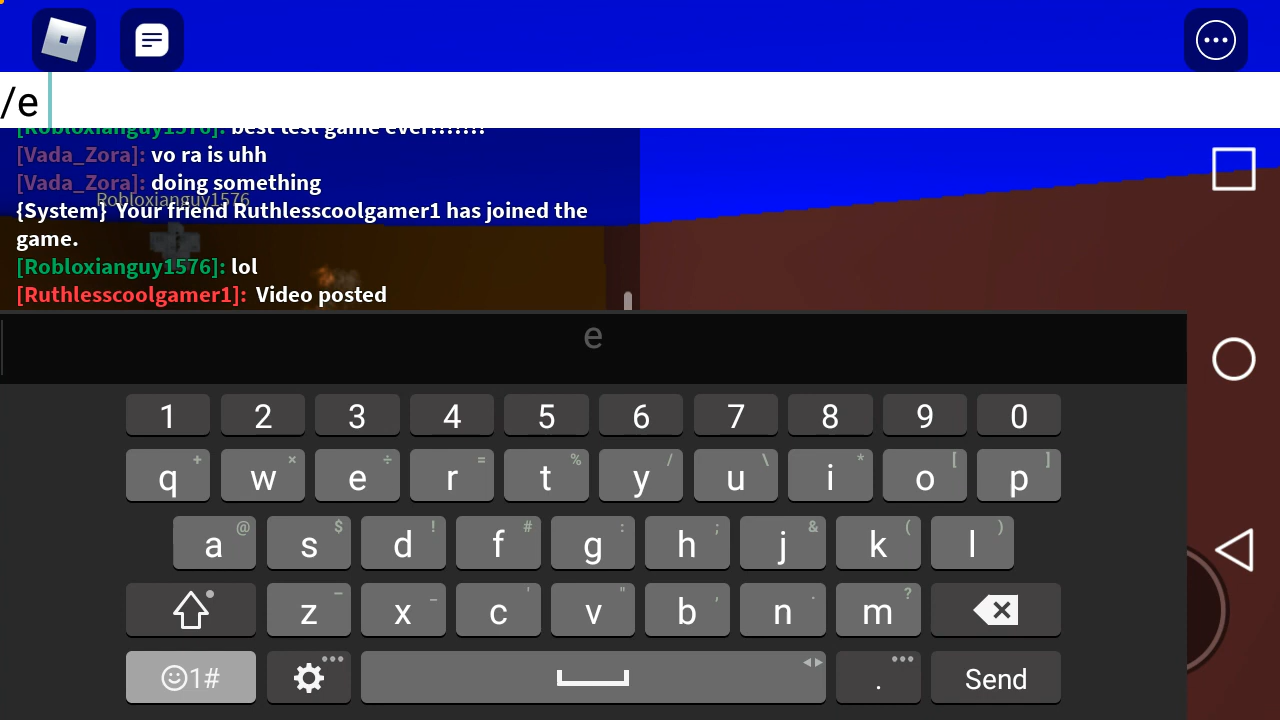 /e
[Robloxianguy1576]: best test game ever!!!!!!!
[Vada_Zora]: vo ra is uhh
[Vada_Zora]: doing something
Robloxianguy1576
{System} Your friend Ruthlesscoolgamer1 has joined the
game.
[Robloxianguy1576]: lol
[Ruthlesscoolgamer1]: Video posted
e
1 2 3 4 5 6 7 8 9 0
q + w × e ÷ r = t % y / u \ i * o [ p ]
a @ s $ d ! f # g : h ; j & k ( l )
z – x _ c ' v " b , n . m ?
1# . Send